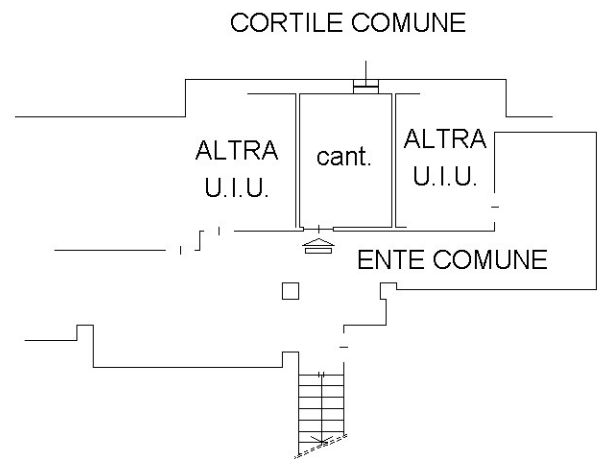 CORTILE COMUNE
ALTRA
U.I.U.
cant.
ALTRA
U.I.U.
ENTE COMUNE